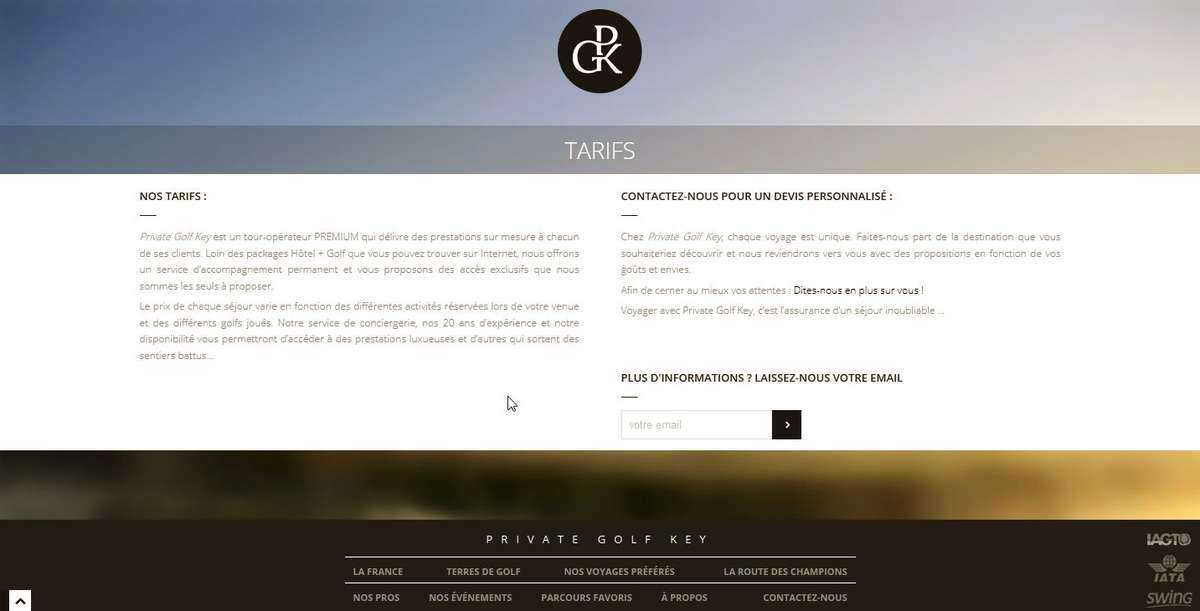 GPK
TARIFS
NOS TARIFS :
Private Golf Key est un tour-opérateur PREMIUM qui délivre des prestations sur mesure à chacun
de ses clients. Loin des packages Hôtel + Golf que vous pouvez trouver sur Internet, nous offrons
un service d'accompagnement permanent et vous proposons des accès exclusifs que nous
sommes les seuls à proposer.
Le prix de chaque séjour varie en fonction des différentes activités réservées lors de votre venue
et des différents golfs joués. Notre service de conciergerie, nos 20 ans d'expérience et notre
disponibilité vous permettront d'accéder à des prestations luxueuses et d'autres qui sortent des
sentiers battus...
CONTACTEZ-NOUS POUR UN DEVIS PERSONNALISÉ :
Chez Private Golf Key, chaque voyage est unique. Faites-nous part de la destination que vous
souhaiteriez découvrir et nous reviendrons vers vous avec des propositions en fonction de vos
goûts et envies.
Afin de cerner au mieux vos attentes : Dites-nous en plus sur vous !
Voyager avec Private Golf Key, c'est l'assurance d'un séjour inoubliable ...
PLUS D'INFORMATIONS ? LAISSEZ-NOUS VOTRE EMAIL
votre email
PRIVATE GOLF KEY
LA FRANCE TERRES DE GOLF NOS VOYAGES PRÉFÉRÉS LA ROUTE DES CHAMPIONS
NOS PROS NOS ÉVÉNEMENTS PARCOURS FAVORIS À PROPOS CONTACTEZ-NOUS
IAGTO
IATA
SWING